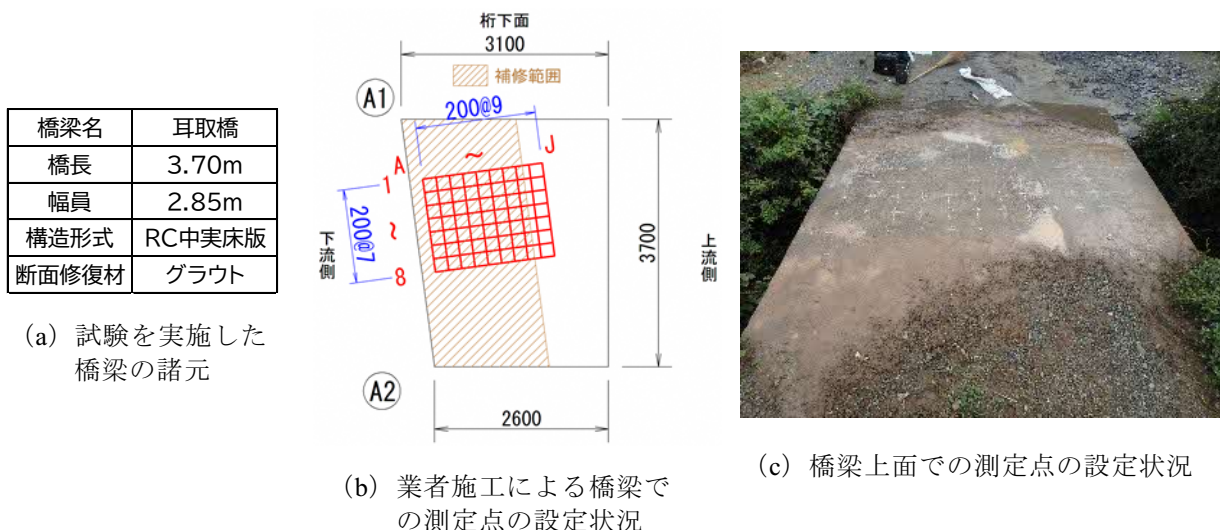 橋梁名 耳取橋
橋長 3.70m
幅員 2.85m
構造形式 RC中実床版
断面修復材 グラウト
(a) 試験を実施した
橋梁の諸元
桁下面
3100
補修範囲
A1
200@9
A
~
J
1
~
8
200@7
下流側
上流側
3700
A2
2600
(b) 業者施工による橋梁で
の測定点の設定状況
(c) 橋梁上面での測定点の設定状況